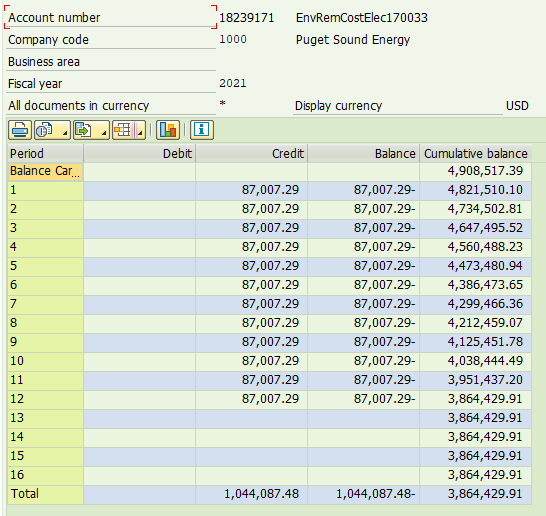 Account number 18239171 EnvRemCostElec170033
Company code 1000 Puget Sound Energy
Business area
Fiscal year 2021
All documents in currency * Display currency USD
Period Debit Credit Balance Cumulative balance
Balance Car... 4,908,517.39
1 87,007.29 87,007.29- 4,821,510.10
2 87,007.29 87,007.29- 4,734,502.81
3 87,007.29 87,007.29- 4,647,495.52
4 87,007.29 87,007.29- 4,560,488.23
5 87,007.29 87,007.29- 4,473,480.94
6 87,007.29 87,007.29- 4,386,473.65
7 87,007.29 87,007.29- 4,299,466.36
8 87,007.29 87,007.29- 4,212,459.07
9 87,007.29 87,007.29- 4,125,451.78
10 87,007.29 87,007.29- 4,038,444.49
11 87,007.29 87,007.29- 3,951,437.20
12 87,007.29 87,007.29- 3,864,429.91
13 3,864,429.91
14 3,864,429.91
15 3,864,429.91
16 3,864,429.91
Total 1,044,087.48 1,044,087.48- 3,864,429.91